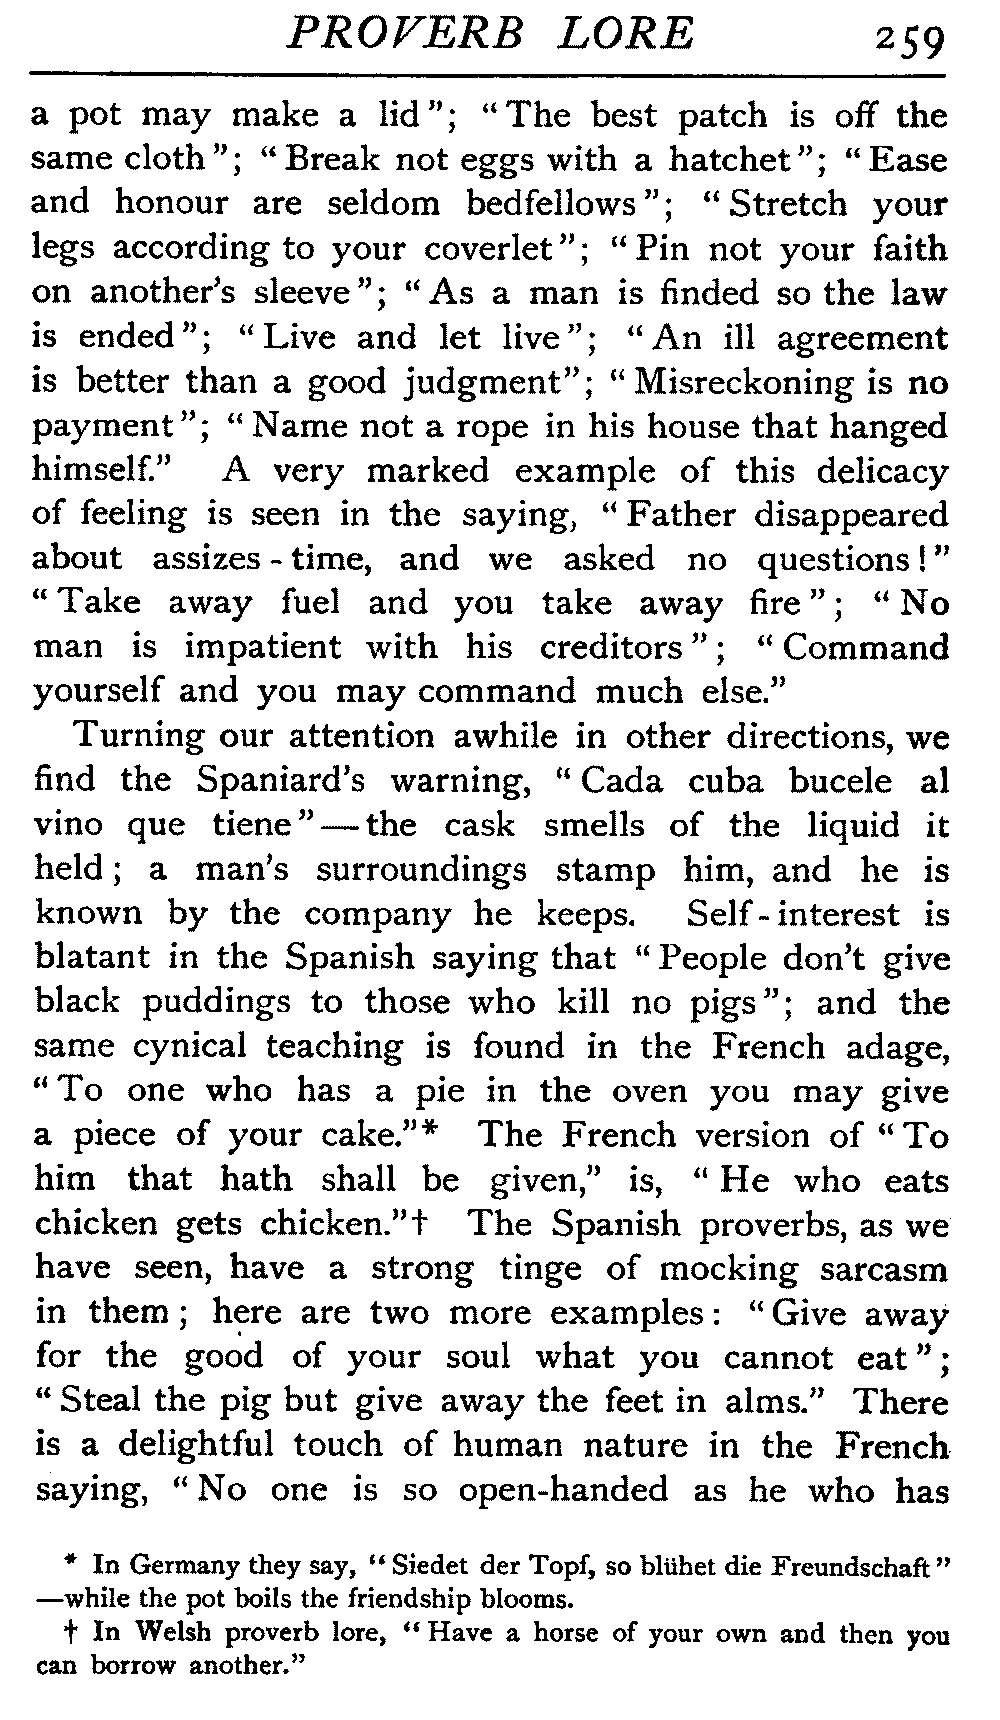 PROVERB LORE 259
a pot may make a lid"; "The best patch is off the
same cloth"; "Break not eggs with a hatchet"; "Ease
and honour are seldom bedfellows"; "Stretch your
legs according to your coverlet"; "Pin not your faith
on another's sleeve"; "As a man is finded so the law
is ended"; "Live and let live"; "An ill agreement
is better than a good judgment"; "Misreckoning is no
payment"; "Name not a rope in his house that hanged
himself." A very marked example of this delicacy
of feeling is seen in the saying, "Father disappeared
about assizes-time, and we asked no questions!"
"Take away fuel and you take away fire"; "No
man is impatient with his creditors"; "Command
yourself and you may command much else."
Turning our attention awhile in other directions, we
find the Spaniard's warning, "Cada cuba bucele al
vino que tiene"—the cask smells of the liquid it
held; a man's surroundings stamp him, and he is
known by the company he keeps. Self-interest is
blatant in the Spanish saying that "People don't give
black puddings to those who kill no pigs"; and the
same cynical teaching is found in the French adage,
"To one who has a pie in the oven you may give
a piece of your cake."* The French version of "To
him that hath shall be given," is, "He who eats
chicken gets chicken."† The Spanish proverbs, as we
have seen, have a strong tinge of mocking sarcasm
in them; here are two more examples: "Give away
for the good of your soul what you cannot eat";
"Steal the pig but give away the feet in alms." There
is a delightful touch of human nature in the French
saying, "No one is so open-handed as he who has
* In Germany they say, "Siedet der Topf, so blühet die Freundschaft"
—while the pot boils the friendship blooms.
† In Welsh proverb lore, "Have a horse of your own and then you
can borrow another."